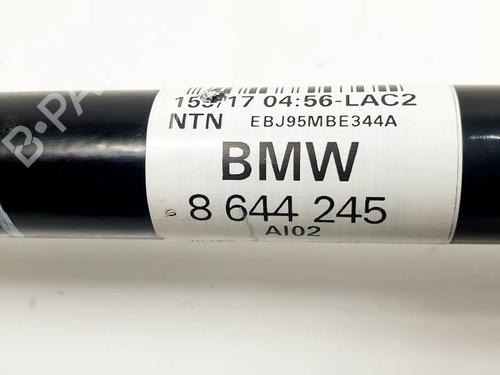 153/17 04:56-LAC2
NTN EBJ95MBE344A
BMW
8 644 245
AI02